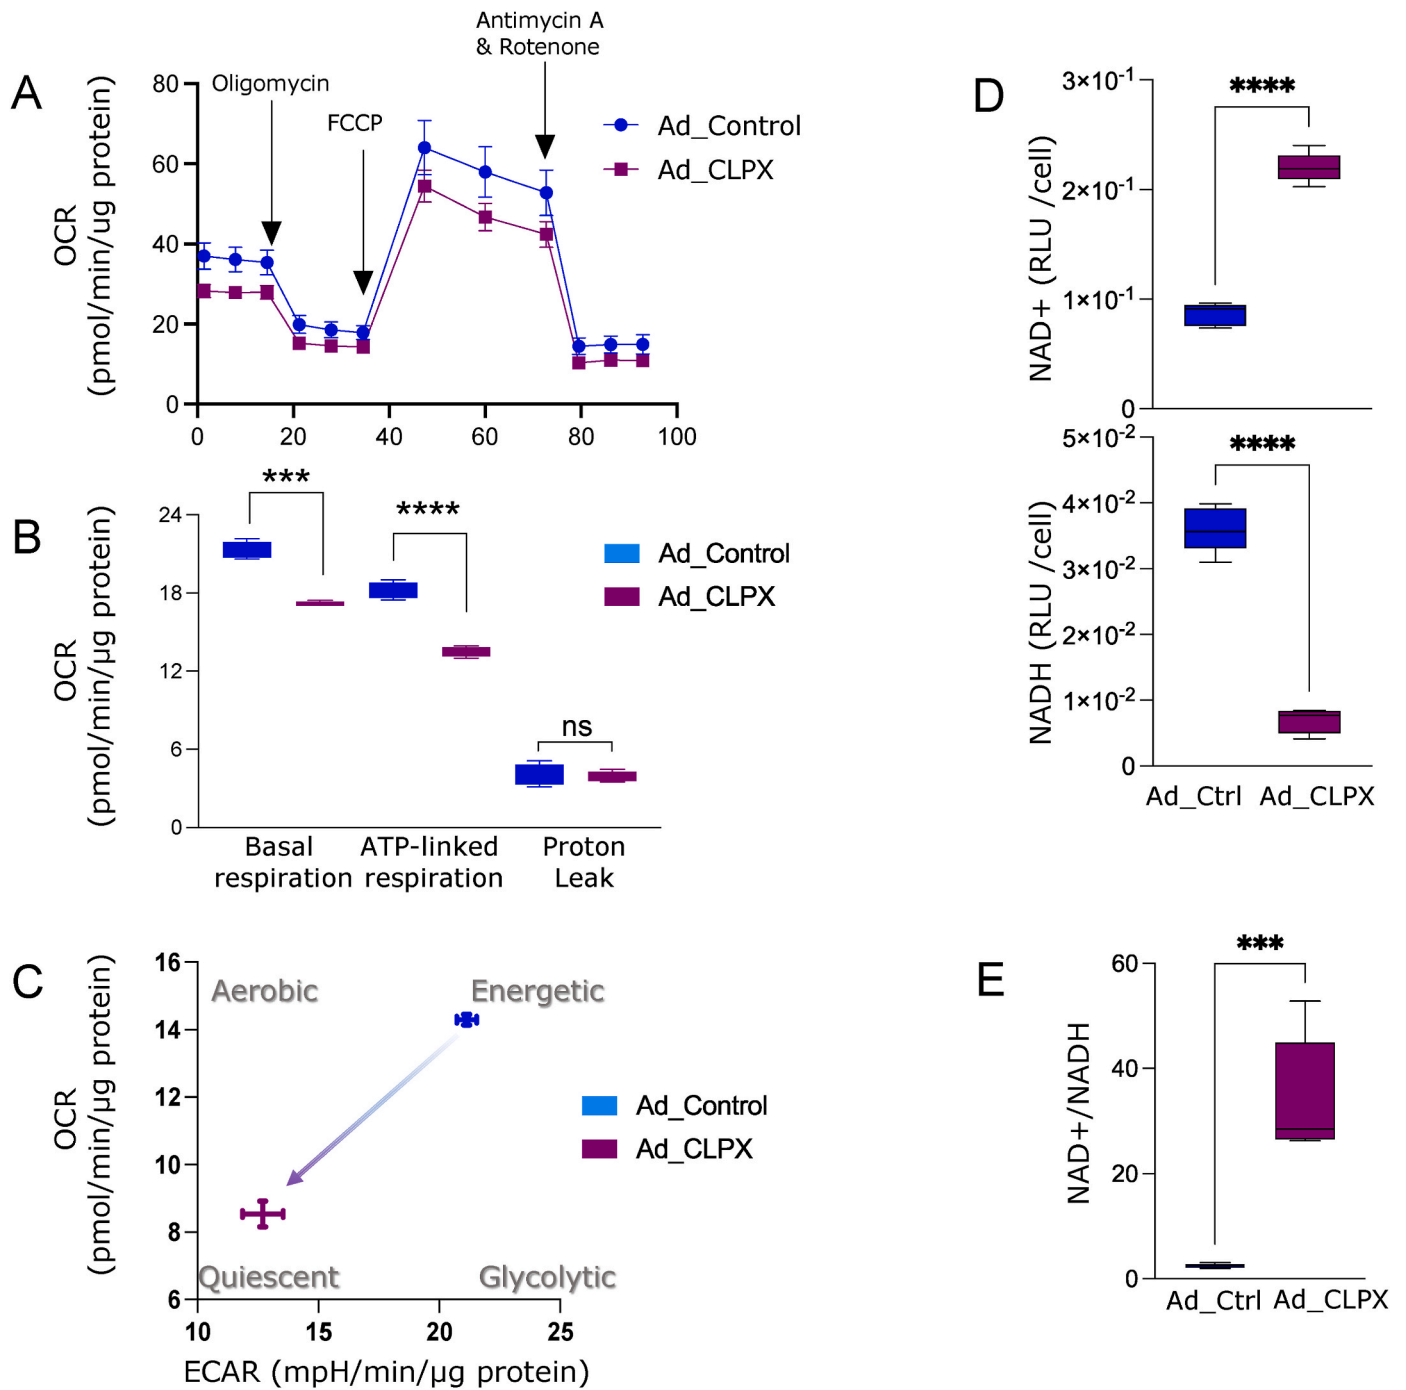 A
Antimycin A
& Rotenone
Oligomycin
FCCP
Ad_Control
Ad_CLPX
OCR
(pmol/min/ug protein)
80
60
40
20
0
0 20 40 60 80 100
B
***
****
ns
Ad_Control
Ad_CLPX
OCR
(pmol/min/µg protein)
24
18
12
6
0
Basal
respiration
ATP-linked
respiration
Proton
Leak
C
Aerobic
Energetic
Quiescent
Glycolytic
Ad_Control
Ad_CLPX
OCR
(pmol/min/µg protein)
16
14
12
10
8
6
10 15 20 25
ECAR (mpH/min/µg protein)
D
****
NAD+ (RLU /cell)
3×10-1
2×10-1
1×10-1
0
****
NADH (RLU /cell)
5×10-2
4×10-2
3×10-2
2×10-2
1×10-2
0
Ad_Ctrl Ad_CLPX
E
***
NAD+/NADH
60
40
20
0
Ad_Ctrl Ad_CLPX